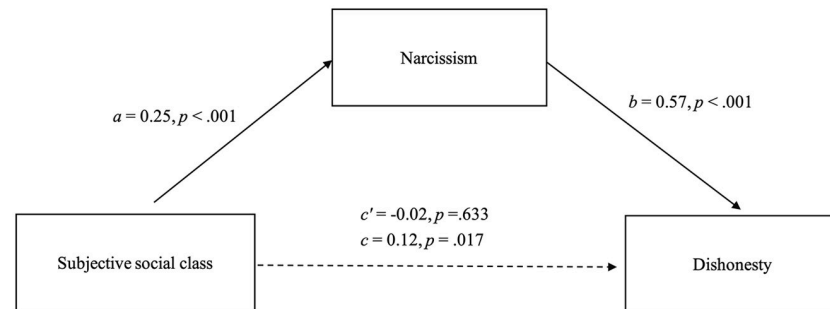 Narcissism
a = 0.25, p < .001
b = 0.57, p < .001
c' = -0.02, p =.633
c = 0.12, p = .017
Subjective social class
Dishonesty